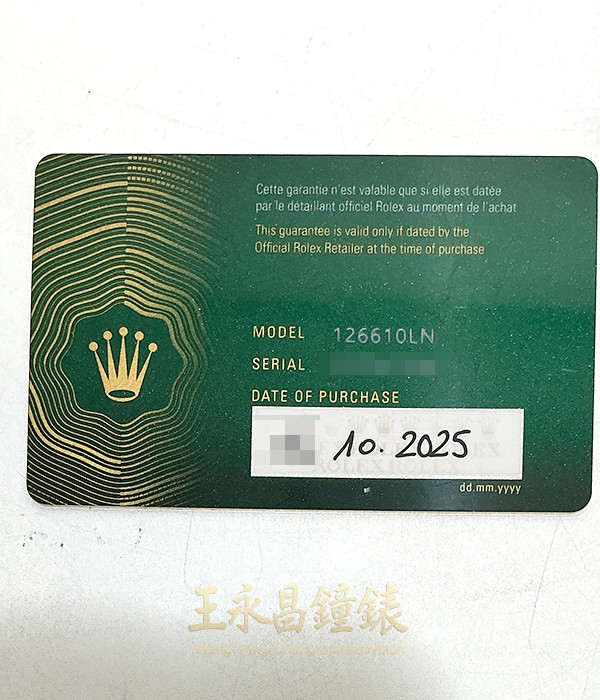 Cette garantie n'est valable que si elle est datée
par le détaillant officiel Rolex au moment de l'achat
This guarantee is valid only if dated by the
Official Rolex Retailer at the time of purchase
MODEL 126610LN
SERIAL
DATE OF PURCHASE
10. 2025
ROLEX ROLEX
dd.mm.yyyy
王永昌鐘錶